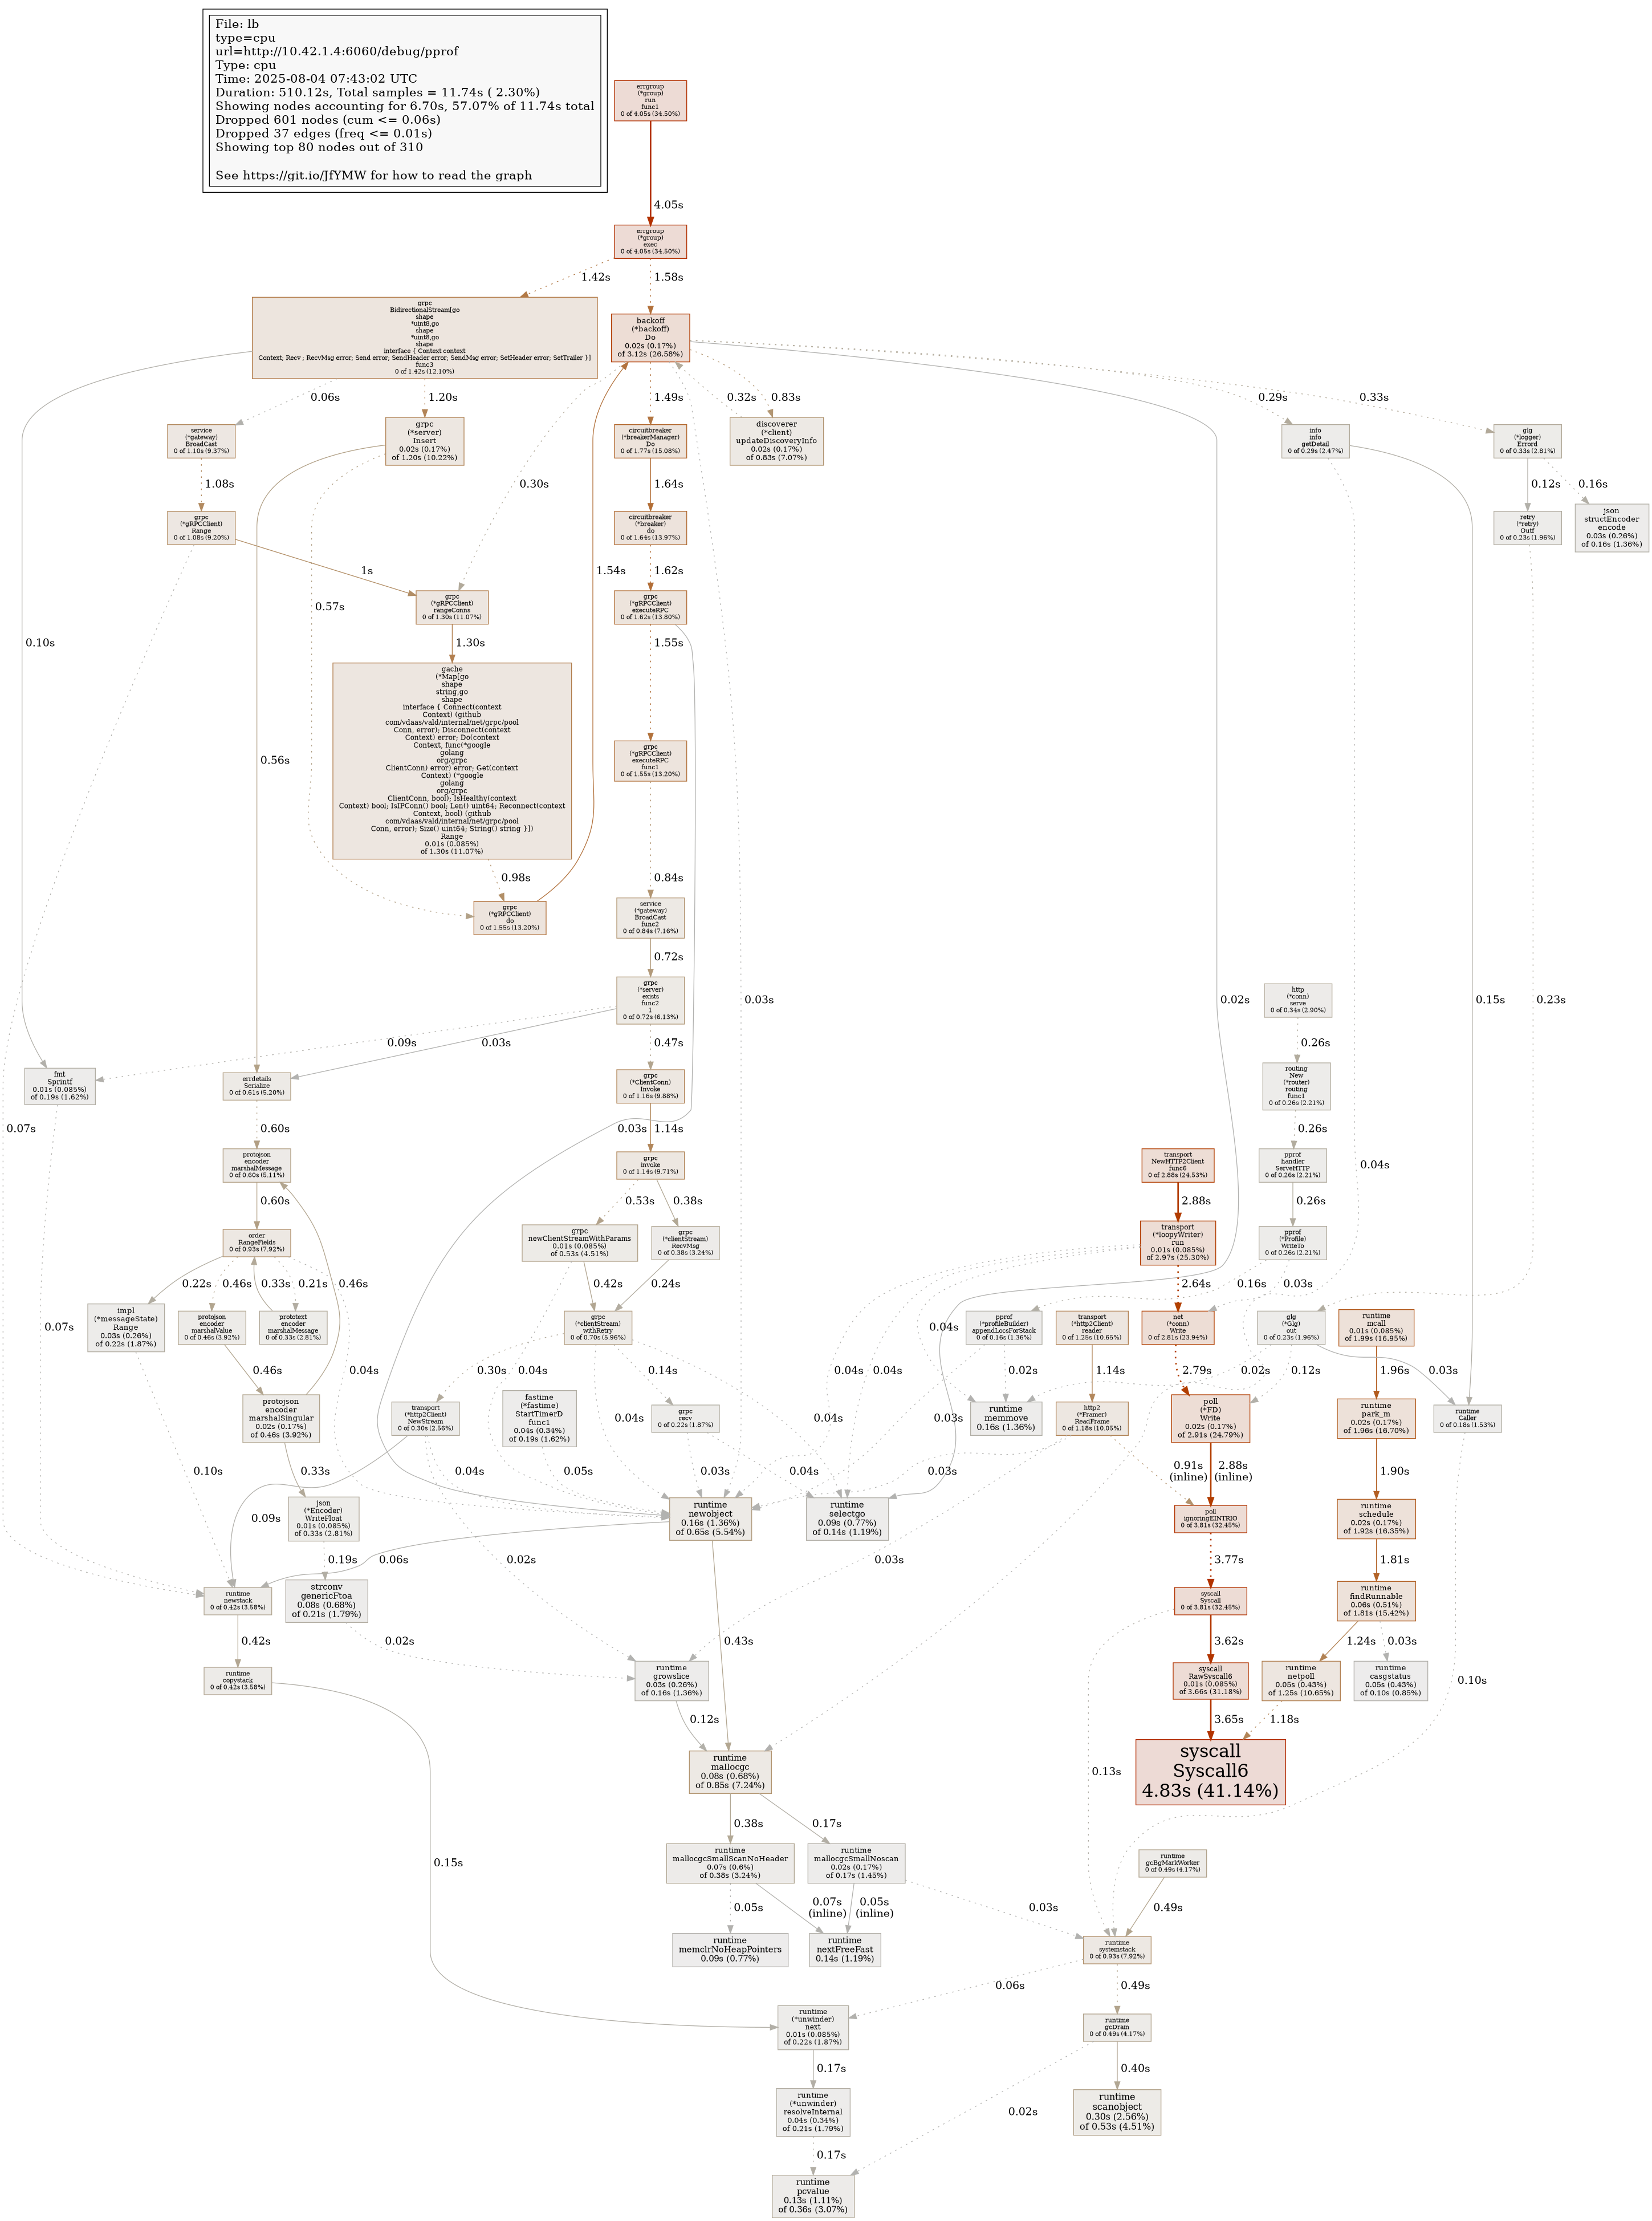 File: lb
type=cpu
url=http://10.42.1.4:6060/debug/pprof
Type: cpu
Time: 2025-08-04 07:43:02 UTC
Duration: 510.12s, Total samples = 11.74s ( 2.30%)
Showing nodes accounting for 6.70s, 57.07% of 11.74s total
Dropped 601 nodes (cum <= 0.06s)
Dropped 37 edges (freq <= 0.01s)
Showing top 80 nodes out of 310
See https://git.io/JfYMW for how to read the graph
errgroup
(*group)
run
func1
0 of 4.05s (34.50%)
4.05s
errgroup
(*group)
exec
0 of 4.05s (34.50%)
1.42s
1.58s
grpc
BidirectionalStream[go
shape
*uint8,go
shape
*uint8,go
shape
interface { Context context
Context; Recv ; RecvMsg error; Send error; SendHeader error; SendMsg error; SetHeader error; SetTrailer }]
func3
0 of 1.42s (12.10%)
backoff
(*backoff)
Do
0.02s (0.17%)
of 3.12s (26.58%)
0.06s
1.20s
0.30s
1.49s
0.32s
0.83s
0.29s
0.33s
service
(*gateway)
BroadCast
0 of 1.10s (9.37%)
grpc
(*server)
Insert
0.02s (0.17%)
of 1.20s (10.22%)
circuitbreaker
(*breakerManager)
Do
0 of 1.77s (15.08%)
discoverer
(*client)
updateDiscoveryInfo
0.02s (0.17%)
of 0.83s (7.07%)
info
info
getDetail
0 of 0.29s (2.47%)
glg
(*logger)
Errord
0 of 0.33s (2.81%)
1.08s
1.64s
0.12s
0.16s
grpc
(*gRPCClient)
Range
0 of 1.08s (9.20%)
circuitbreaker
(*breaker)
do
0 of 1.64s (13.97%)
retry
(*retry)
Outf
0 of 0.23s (1.96%)
json
structEncoder
encode
0.03s (0.26%)
of 0.16s (1.36%)
1s
1.54s
1.62s
0.57s
grpc
(*gRPCClient)
rangeConns
0 of 1.30s (11.07%)
grpc
(*gRPCClient)
executeRPC
0 of 1.62s (13.80%)
0.10s
1.30s
1.55s
gache
(*Map[go
shape
string,go
shape
interface { Connect(context
Context) (github
com/vdaas/vald/internal/net/grpc/pool
Conn, error); Disconnect(context
Context) error; Do(context
Context, func(*google
golang
org/grpc
ClientConn) error) error; Get(context
Context) (*google
golang
org/grpc
ClientConn, bool); IsHealthy(context
Context) bool; IsIPConn() bool; Len() uint64; Reconnect(context
Context, bool) (github
com/vdaas/vald/internal/net/grpc/pool
Conn, error); Size() uint64; String() string }])
Range
0.01s (0.085%)
of 1.30s (11.07%)
grpc
(*gRPCClient)
executeRPC
func1
0 of 1.55s (13.20%)
0.56s
0.98s
0.84s
grpc
(*gRPCClient)
do
0 of 1.55s (13.20%)
service
(*gateway)
BroadCast
func2
0 of 0.84s (7.16%)
0.72s
grpc
(*server)
exists
func2
1
0 of 0.72s (6.13%)
0.03s
0.02s
http
(*conn)
serve
0 of 0.34s (2.90%)
0.15s
0.23s
0.09s
0.03s
0.47s
0.26s
fmt
Sprintf
0.01s (0.085%)
of 0.19s (1.62%)
errdetails
Serialize
0 of 0.61s (5.20%)
grpc
(*ClientConn)
Invoke
0 of 1.16s (9.88%)
routing
New
(*router)
routing
func1
0 of 0.26s (2.21%)
0.07s
0.60s
0.03s
1.14s
0.26s
protojson
encoder
marshalMessage
0 of 0.60s (5.11%)
grpc
invoke
0 of 1.14s (9.71%)
transport
NewHTTP2Client
func6
0 of 2.88s (24.53%)
pprof
handler
ServeHTTP
0 of 0.26s (2.21%)
0.04s
0.60s
0.53s
0.38s
2.88s
0.26s
order
RangeFields
0 of 0.93s (7.92%)
grpc
newClientStreamWithParams
0.01s (0.085%)
of 0.53s (4.51%)
grpc
(*clientStream)
RecvMsg
0 of 0.38s (3.24%)
transport
(*loopyWriter)
run
0.01s (0.085%)
of 2.97s (25.30%)
pprof
(*Profile)
WriteTo
0 of 0.26s (2.21%)
0.22s
0.46s
0.33s
0.21s
0.46s
0.42s
0.24s
2.64s
0.16s
0.03s
impl
(*messageState)
Range
0.03s (0.26%)
of 0.22s (1.87%)
protojson
encoder
marshalValue
0 of 0.46s (3.92%)
prototext
encoder
marshalMessage
0 of 0.33s (2.81%)
grpc
(*clientStream)
withRetry
0 of 0.70s (5.96%)
pprof
(*profileBuilder)
appendLocsForStack
0 of 0.16s (1.36%)
transport
(*http2Client)
reader
0 of 1.25s (10.65%)
net
(*conn)
Write
0 of 2.81s (23.94%)
glg
(*Glg)
out
0 of 0.23s (1.96%)
runtime
mcall
0.01s (0.085%)
of 1.99s (16.95%)
0.07s
0.46s
0.04s
0.30s
0.04s
0.14s
0.04s
0.04s
0.04s
0.02s
1.14s
2.79s
0.02s
0.12s
0.03s
1.96s
protojson
encoder
marshalSingular
0.02s (0.17%)
of 0.46s (3.92%)
transport
(*http2Client)
NewStream
0 of 0.30s (2.56%)
fastime
(*fastime)
StartTimerD
func1
0.04s (0.34%)
of 0.19s (1.62%)
grpc
recv
0 of 0.22s (1.87%)
runtime
memmove
0.16s (1.36%)
http2
(*Framer)
ReadFrame
0 of 1.18s (10.05%)
poll
(*FD)
Write
0.02s (0.17%)
of 2.91s (24.79%)
runtime
park_m
0.02s (0.17%)
of 1.96s (16.70%)
runtime
Caller
0 of 0.18s (1.53%)
0.10s
0.33s
0.04s
0.04s
0.05s
0.03s
0.04s
0.04s
0.03s
0.03s
0.91s
(inline)
2.88s
(inline)
1.90s
json
(*Encoder)
WriteFloat
0.01s (0.085%)
of 0.33s (2.81%)
runtime
newobject
0.16s (1.36%)
of 0.65s (5.54%)
runtime
selectgo
0.09s (0.77%)
of 0.14s (1.19%)
poll
ignoringEINTRIO
0 of 3.81s (32.45%)
runtime
schedule
0.02s (0.17%)
of 1.92s (16.35%)
0.09s
0.19s
0.06s
0.02s
0.03s
3.77s
1.81s
runtime
newstack
0 of 0.42s (3.58%)
strconv
genericFtoa
0.08s (0.68%)
of 0.21s (1.79%)
syscall
Syscall
0 of 3.81s (32.45%)
runtime
findRunnable
0.06s (0.51%)
of 1.81s (15.42%)
0.42s
0.02s
0.43s
3.62s
1.24s
0.03s
runtime
copystack
0 of 0.42s (3.58%)
runtime
growslice
0.03s (0.26%)
of 0.16s (1.36%)
syscall
RawSyscall6
0.01s (0.085%)
of 3.66s (31.18%)
runtime
netpoll
0.05s (0.43%)
of 1.25s (10.65%)
runtime
casgstatus
0.05s (0.43%)
of 0.10s (0.85%)
0.10s
0.12s
3.65s
1.18s
runtime
mallocgc
0.08s (0.68%)
of 0.85s (7.24%)
syscall
Syscall6
4.83s (41.14%)
0.13s
0.38s
0.17s
0.15s
runtime
mallocgcSmallScanNoHeader
0.07s (0.6%)
of 0.38s (3.24%)
runtime
mallocgcSmallNoscan
0.02s (0.17%)
of 0.17s (1.45%)
runtime
gcBgMarkWorker
0 of 0.49s (4.17%)
0.05s
0.07s
(inline)
0.05s
(inline)
0.03s
0.49s
runtime
memclrNoHeapPointers
0.09s (0.77%)
runtime
nextFreeFast
0.14s (1.19%)
runtime
systemstack
0 of 0.93s (7.92%)
0.06s
0.49s
runtime
(*unwinder)
next
0.01s (0.085%)
of 0.22s (1.87%)
runtime
gcDrain
0 of 0.49s (4.17%)
0.17s
0.40s
runtime
(*unwinder)
resolveInternal
0.04s (0.34%)
of 0.21s (1.79%)
0.02s
runtime
scanobject
0.30s (2.56%)
of 0.53s (4.51%)
0.17s
runtime
pcvalue
0.13s (1.11%)
of 0.36s (3.07%)